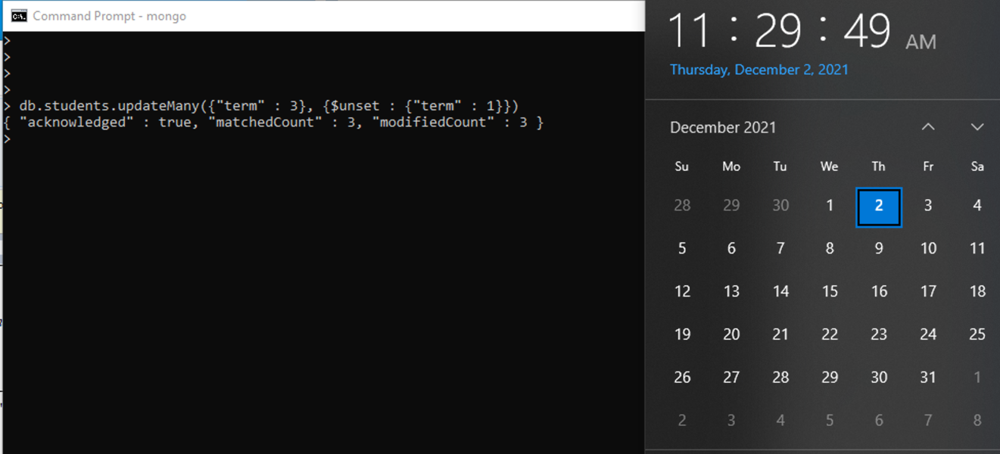 Command Prompt - mongo
>
>
>
>
> db.students.updateMany({"term" : 3}, {$unset : {"term" : 1}})
{ "acknowledged" : true, "matchedCount" : 3, "modifiedCount" : 3 }
>
11 : 29 : 49 AM
Thursday, December 2, 2021
December 2021
Su Mo Tu We Th Fr Sa
28 29 30 1 2 3 4
5 6 7 8 9 10 11
12 13 14 15 16 17 18
19 20 21 22 23 24 25
26 27 28 29 30 31 1
2 3 4 5 6 7 8